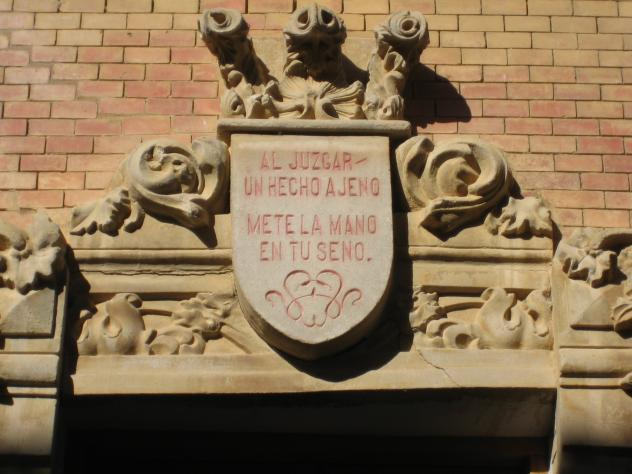 AL JUZGAR—
UN HECHO AJENO
METE LA MANO
EN TU SENO.